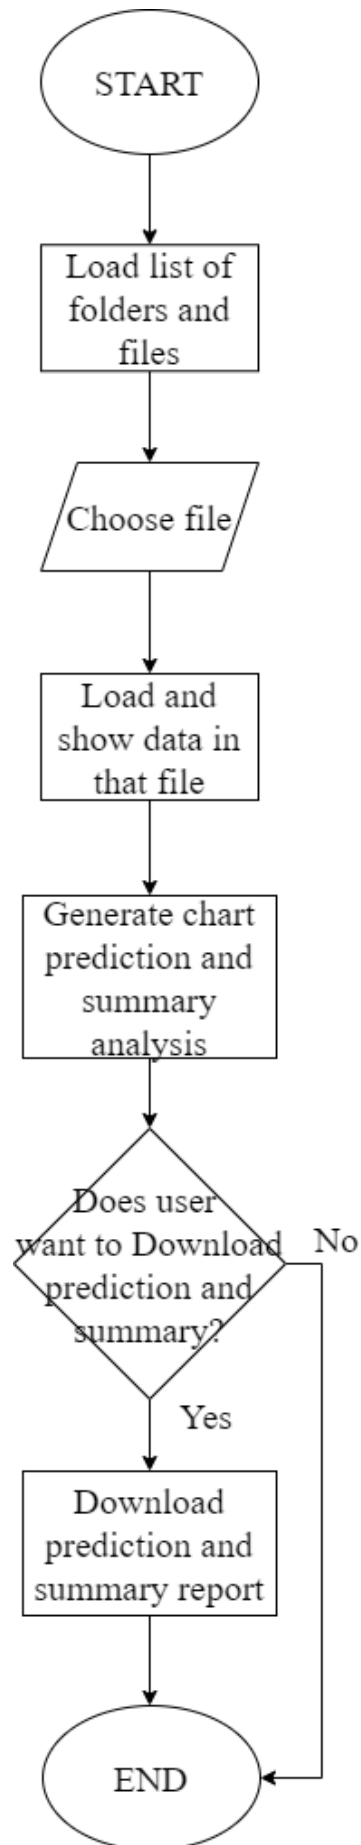 START
Load list of
folders and
files
Choose file
Load and
show data in
that file
Generate chart
prediction and
summary
analysis
Does user
want to Download
prediction and
summary?
No
Yes
Download
prediction and
summary report
END